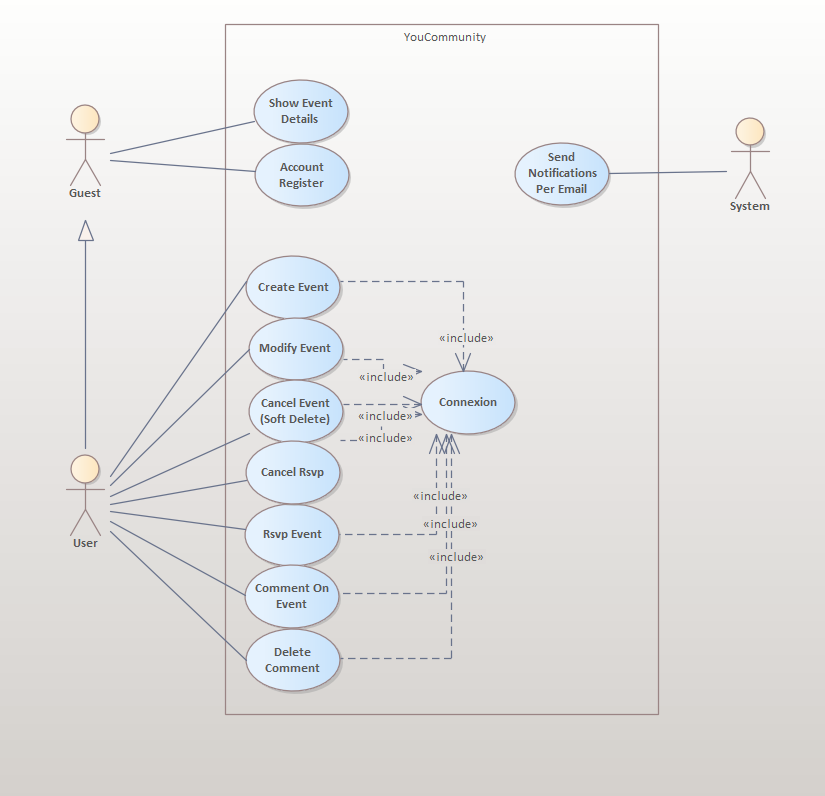 YouCommunity
Show Event
Details
Account
Register
Guest
Send
Notifications
Per Email
System
Create Event
«include»
Modify Event
«include»
Cancel Event
(Soft Delete)
«include»
«include»
Connexion
Cancel Rsvp
User
«include»
Rsvp Event
«include»
«include»
Comment On
Event
Delete
Comment